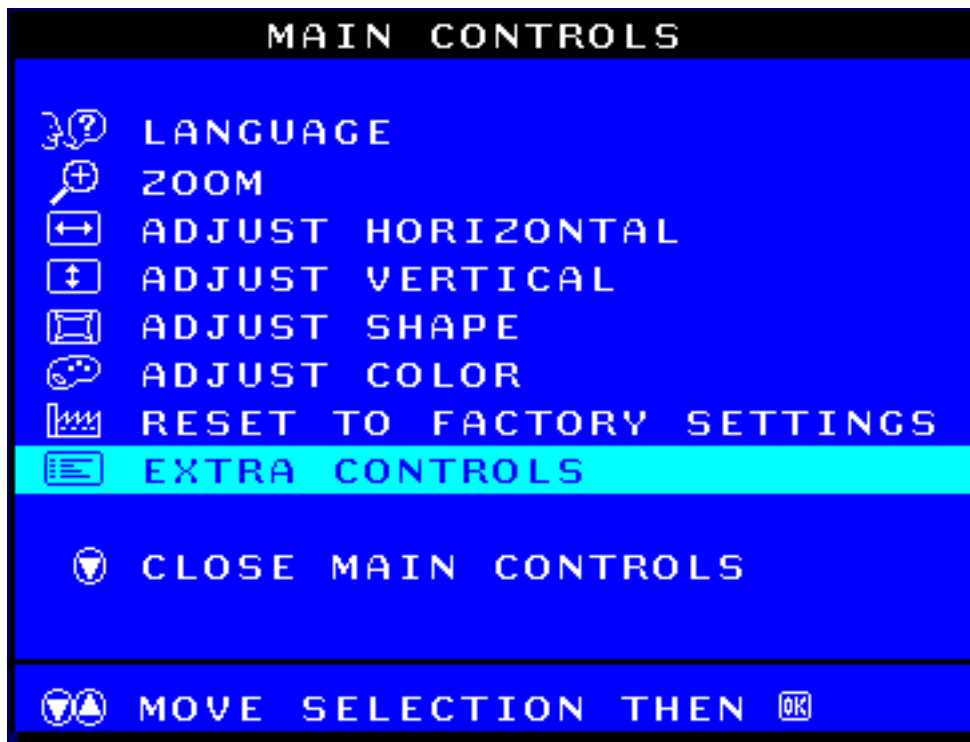 MAIN CONTROLS
LANGUAGE
ZOOM
ADJUST HORIZONTAL
ADJUST VERTICAL
ADJUST SHAPE
ADJUST COLOR
RESET TO FACTORY SETTINGS
EXTRA CONTROLS
CLOSE MAIN CONTROLS
MOVE SELECTION THEN OK